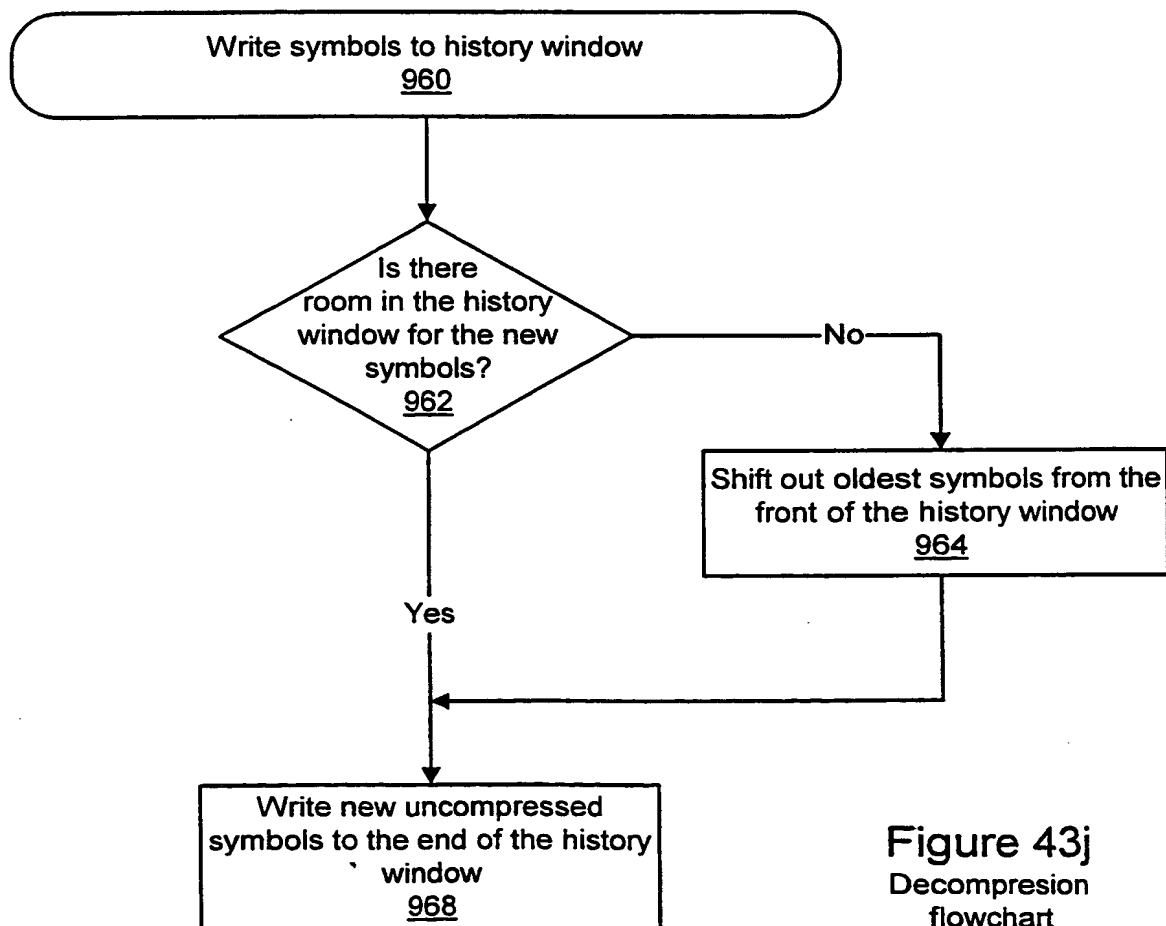 Write symbols to history window
960
Is there
room in the history
window for the new
symbols?
962
No
Shift out oldest symbols from the
front of the history window
964
Yes
Write new uncompressed
symbols to the end of the history
window
968
Figure 43j
Decompresion
flowchart